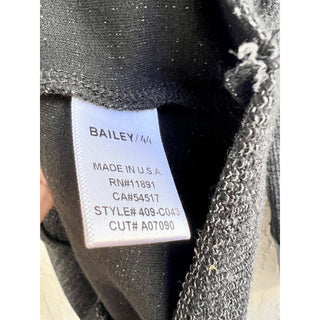 BAILEY/44
MADE IN U.S.A.
RN#11891
CA#54517
STYLE# 409-C043
CUT# A07090